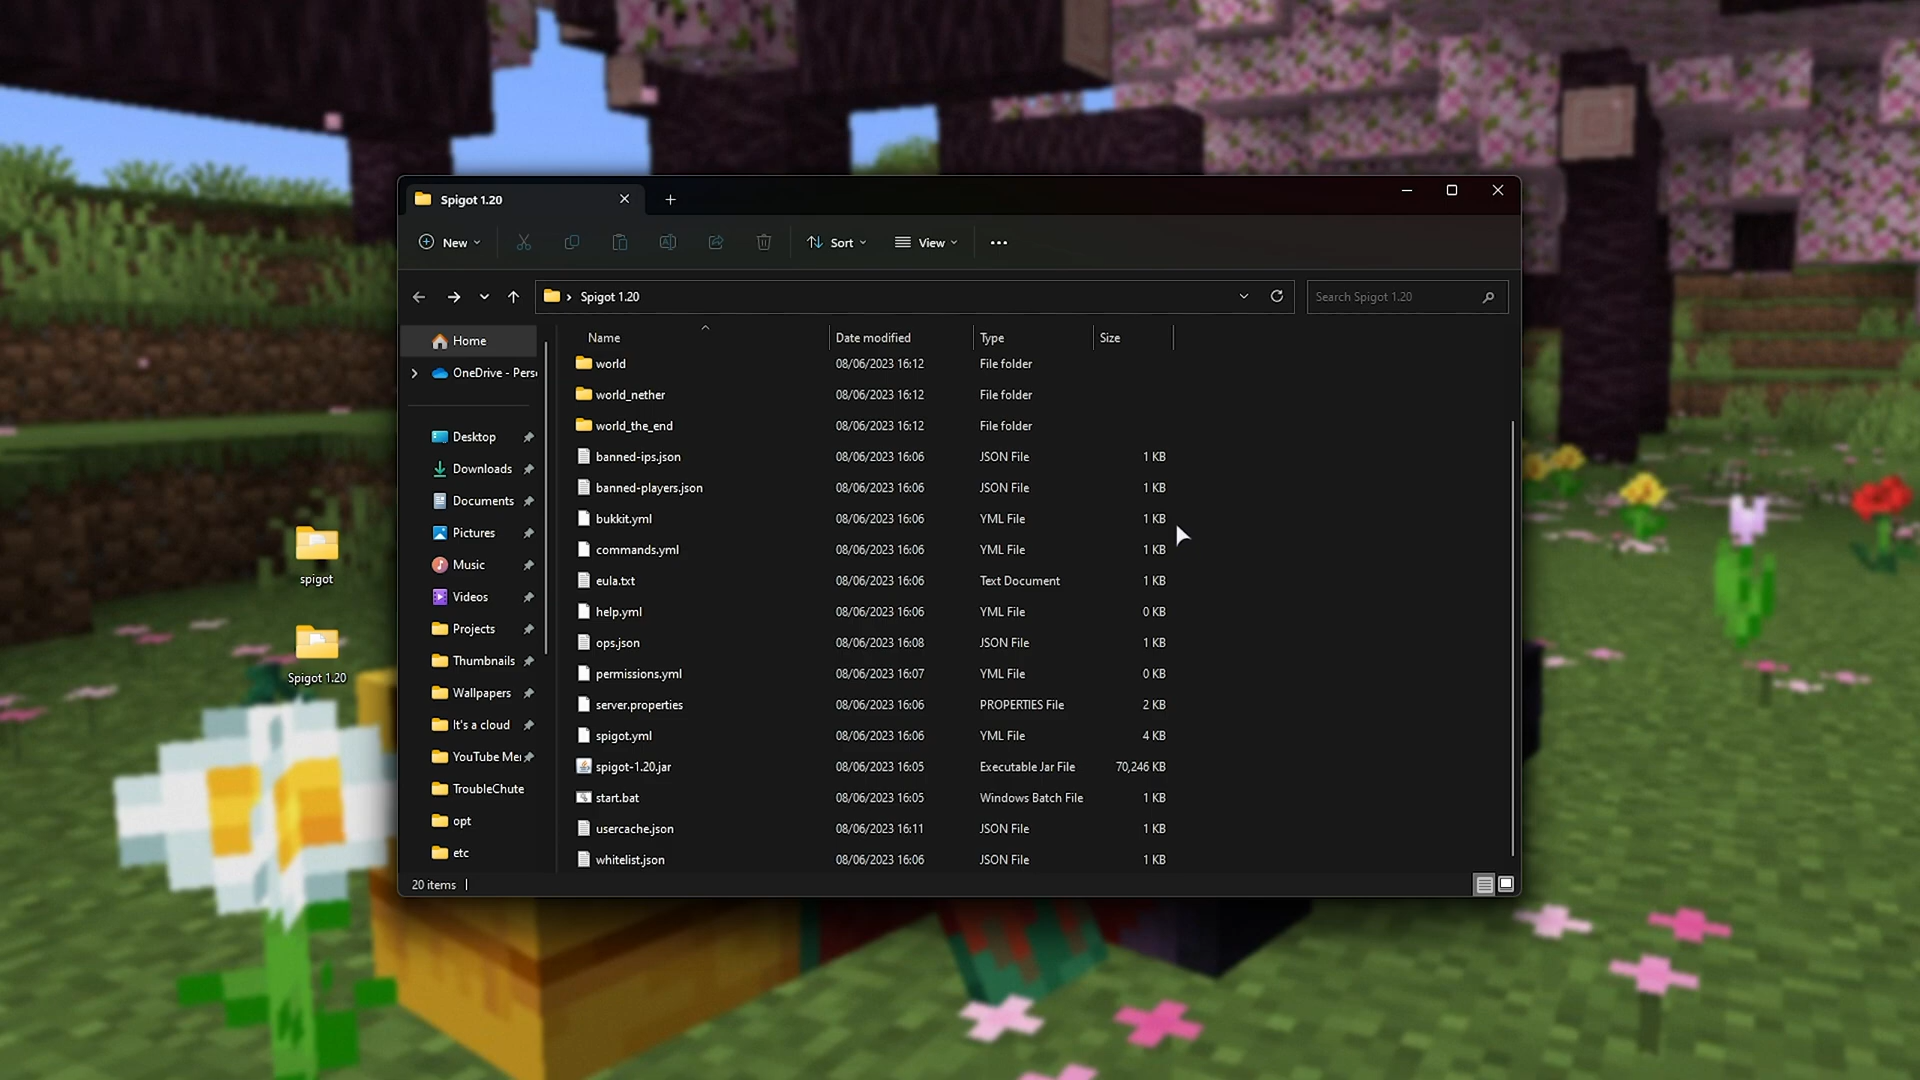 Spigot 1.20
New
Sort
View
Spigot 1.20
Search Spigot 1.20
Home
OneDrive - Pers
Desktop
Downloads
Documents
Pictures
Music
Videos
Projects
Thumbnails
Wallpapers
It's a cloud
YouTube Me
TroubleChute
opt
etc
Name Date modified Type Size
world 08/06/2023 16:12 File folder
world_nether 08/06/2023 16:12 File folder
world_the_end 08/06/2023 16:12 File folder
banned-ips.json 08/06/2023 16:06 JSON File 1 KB
banned-players.json 08/06/2023 16:06 JSON File 1 KB
bukkit.yml 08/06/2023 16:06 YML File 1 KB
commands.yml 08/06/2023 16:06 YML File 1 KB
eula.txt 08/06/2023 16:06 Text Document 1 KB
help.yml 08/06/2023 16:06 YML File 0 KB
ops.json 08/06/2023 16:08 JSON File 1 KB
permissions.yml 08/06/2023 16:07 YML File 0 KB
server.properties 08/06/2023 16:06 PROPERTIES File 2 KB
spigot.yml 08/06/2023 16:06 YML File 4 KB
spigot-1.20.jar 08/06/2023 16:05 Executable Jar File 70,246 KB
start.bat 08/06/2023 16:05 Windows Batch File 1 KB
usercache.json 08/06/2023 16:11 JSON File 1 KB
whitelist.json 08/06/2023 16:06 JSON File 1 KB
20 items
spigot
Spigot 1.20